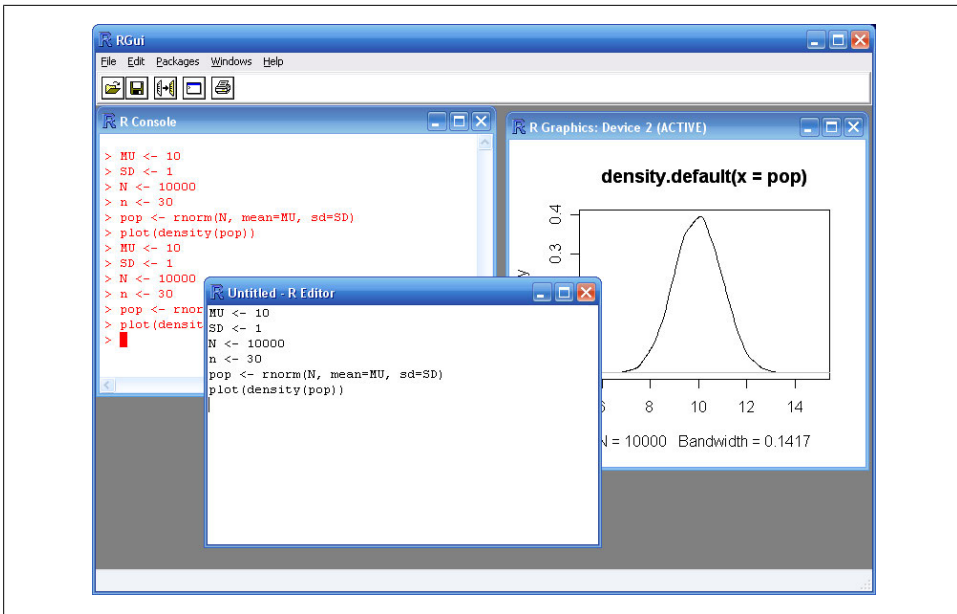 RGui
File Edit Packages Windows Help
R Console
> MU <- 10
> SD <- 1
> N <- 10000
> n <- 30
> pop <- rnorm(N, mean=MU, sd=SD)
> plot(density(pop))
> MU <- 10
> SD <- 1
> N <- 10000
> n <- 30
> pop <- rnor
> plot(densit
>
Untitled - R Editor
MU <- 10
SD <- 1
N <- 10000
n <- 30
pop <- rnorm(N, mean=MU, sd=SD)
plot(density(pop))
R Graphics: Device 2 (ACTIVE)
density.default(x = pop)
0.4
0.3
8 10 12 14
= 10000 Bandwidth = 0.1417